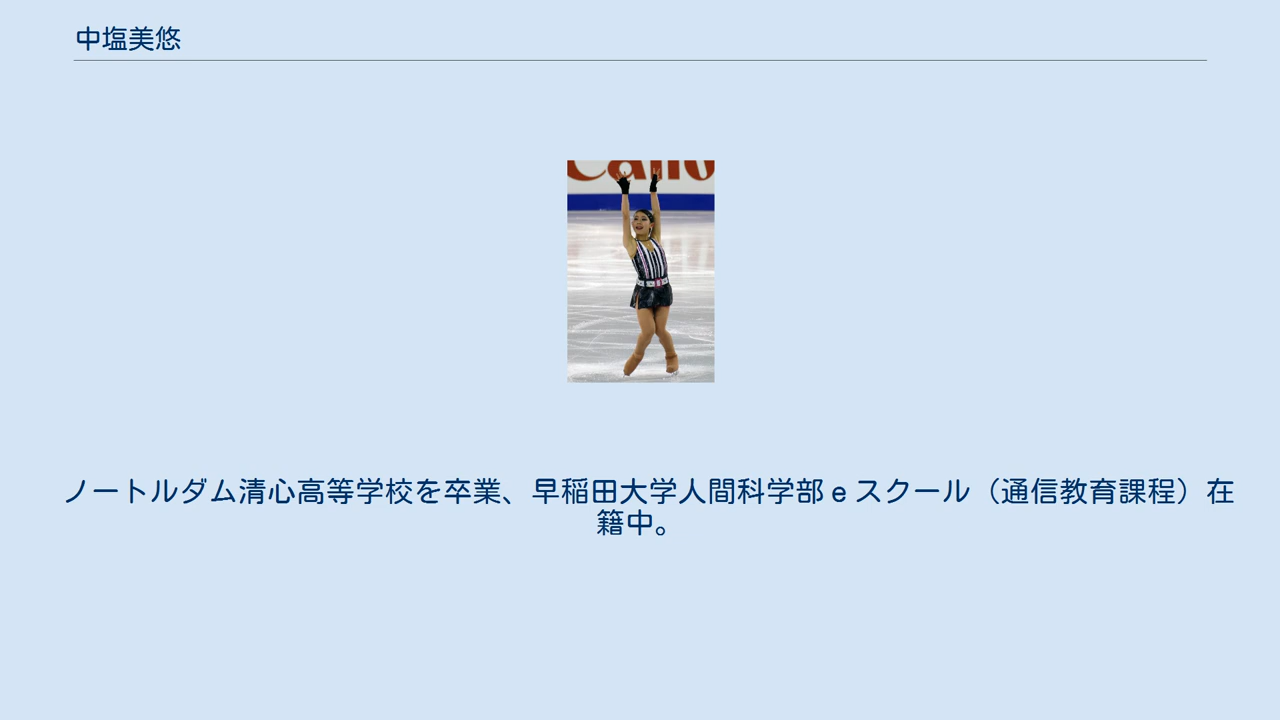 中塩美悠
Cano
ノートルダム清心高等学校を卒業、早稲田大学人間科学部ｅスクール（通信教育課程）在
籍中。